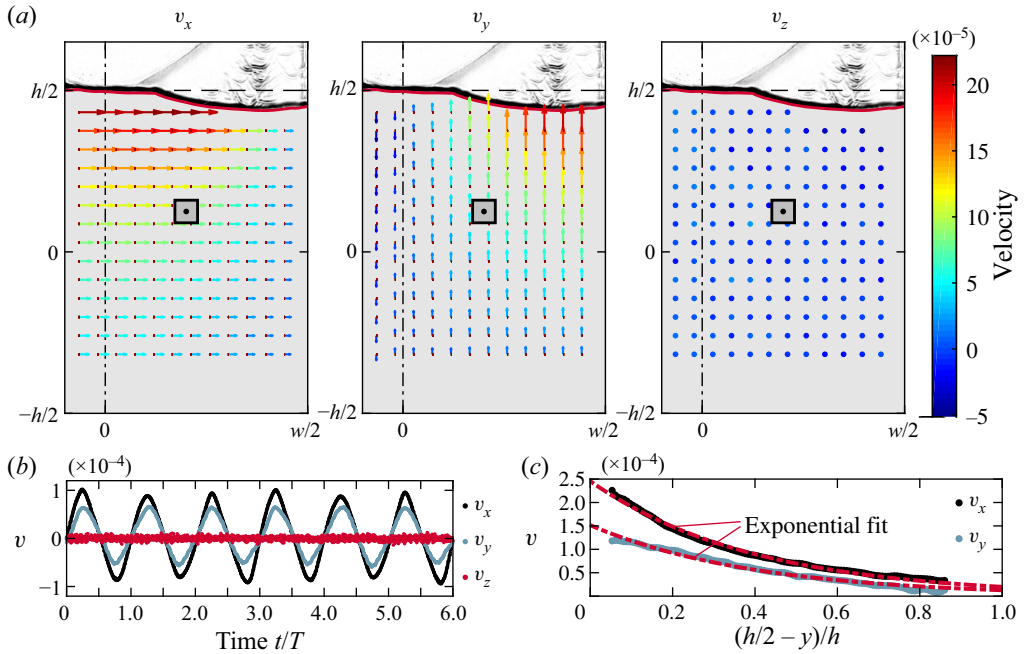 (a) v_x v_y v_z (×10⁻⁵)
h/2 h/2 h/2 20
15
10
0 0 0 5
0
−h/2 −h/2 −h/2 −5
Velocity
0 w/2 0 w/2 0 w/2
(b) (×10⁻⁴)
1
0
−1
v
v_x
v_y
v_z
0 1.0 2.0 3.0 4.0 5.0 6.0
Time t/T
(c) (×10⁻⁴)
2.5
2.0
1.5
1.0
0.5
v
Exponential fit
v_x
v_y
0 0.2 0.4 0.6 0.8 1.0
(h/2 − y)/h